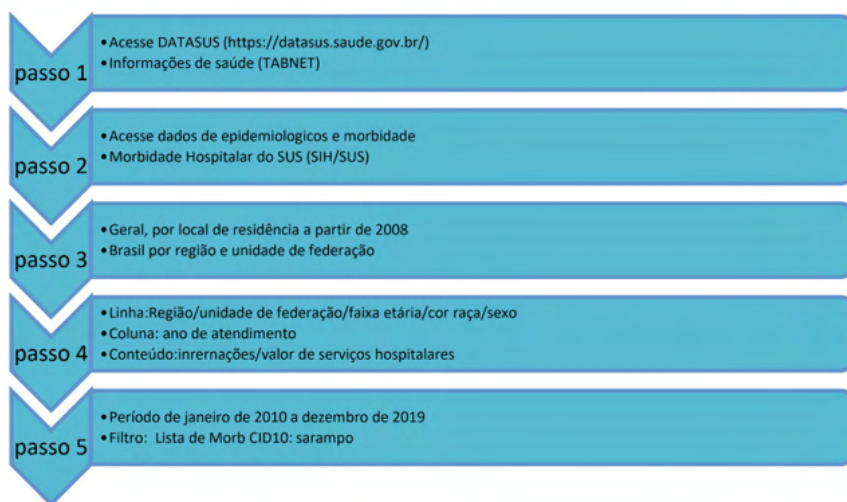 passo 1
•Acesse DATASUS (https://datasus.saude.gov.br/)
•Informações de saúde (TABNET)
passo 2
•Acesse dados de epidemiologicos e morbidade
•Morbidade Hospitalar do SUS (SIH/SUS)
passo 3
•Geral, por local de residência a partir de 2008
•Brasil por região e unidade de federação
passo 4
•Linha:Região/unidade de federação/faixa etária/cor raça/sexo
•Coluna: ano de atendimento
•Conteúdo:inrernações/valor de serviços hospitalares
passo 5
•Período de janeiro de 2010 a dezembro de 2019
•Filtro:  Lista de Morb CID10: sarampo